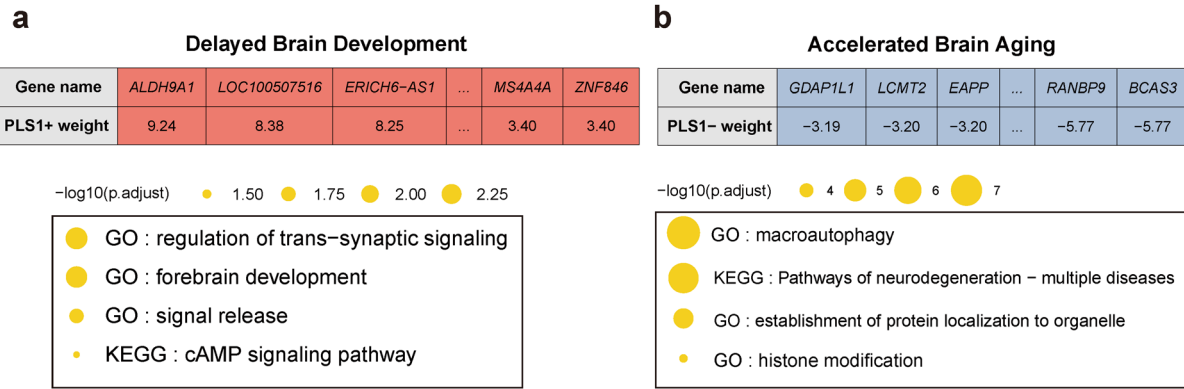 a
Delayed Brain Development
Gene name ALDH9A1 LOC100507516 ERICH6−AS1 ... MS4A4A ZNF846
PLS1+ weight 9.24 8.38 8.25 ... 3.40 3.40
−log10(p.adjust) 1.50 1.75 2.00 2.25
GO : regulation of trans−synaptic signaling
GO : forebrain development
GO : signal release
KEGG : cAMP signaling pathway
b
Accelerated Brain Aging
Gene name GDAP1L1 LCMT2 EAPP ... RANBP9 BCAS3
PLS1− weight −3.19 −3.20 −3.20 ... −5.77 −5.77
−log10(p.adjust) 4 5 6 7
GO : macroautophagy
KEGG : Pathways of neurodegeneration − multiple diseases
GO : establishment of protein localization to organelle
GO : histone modification